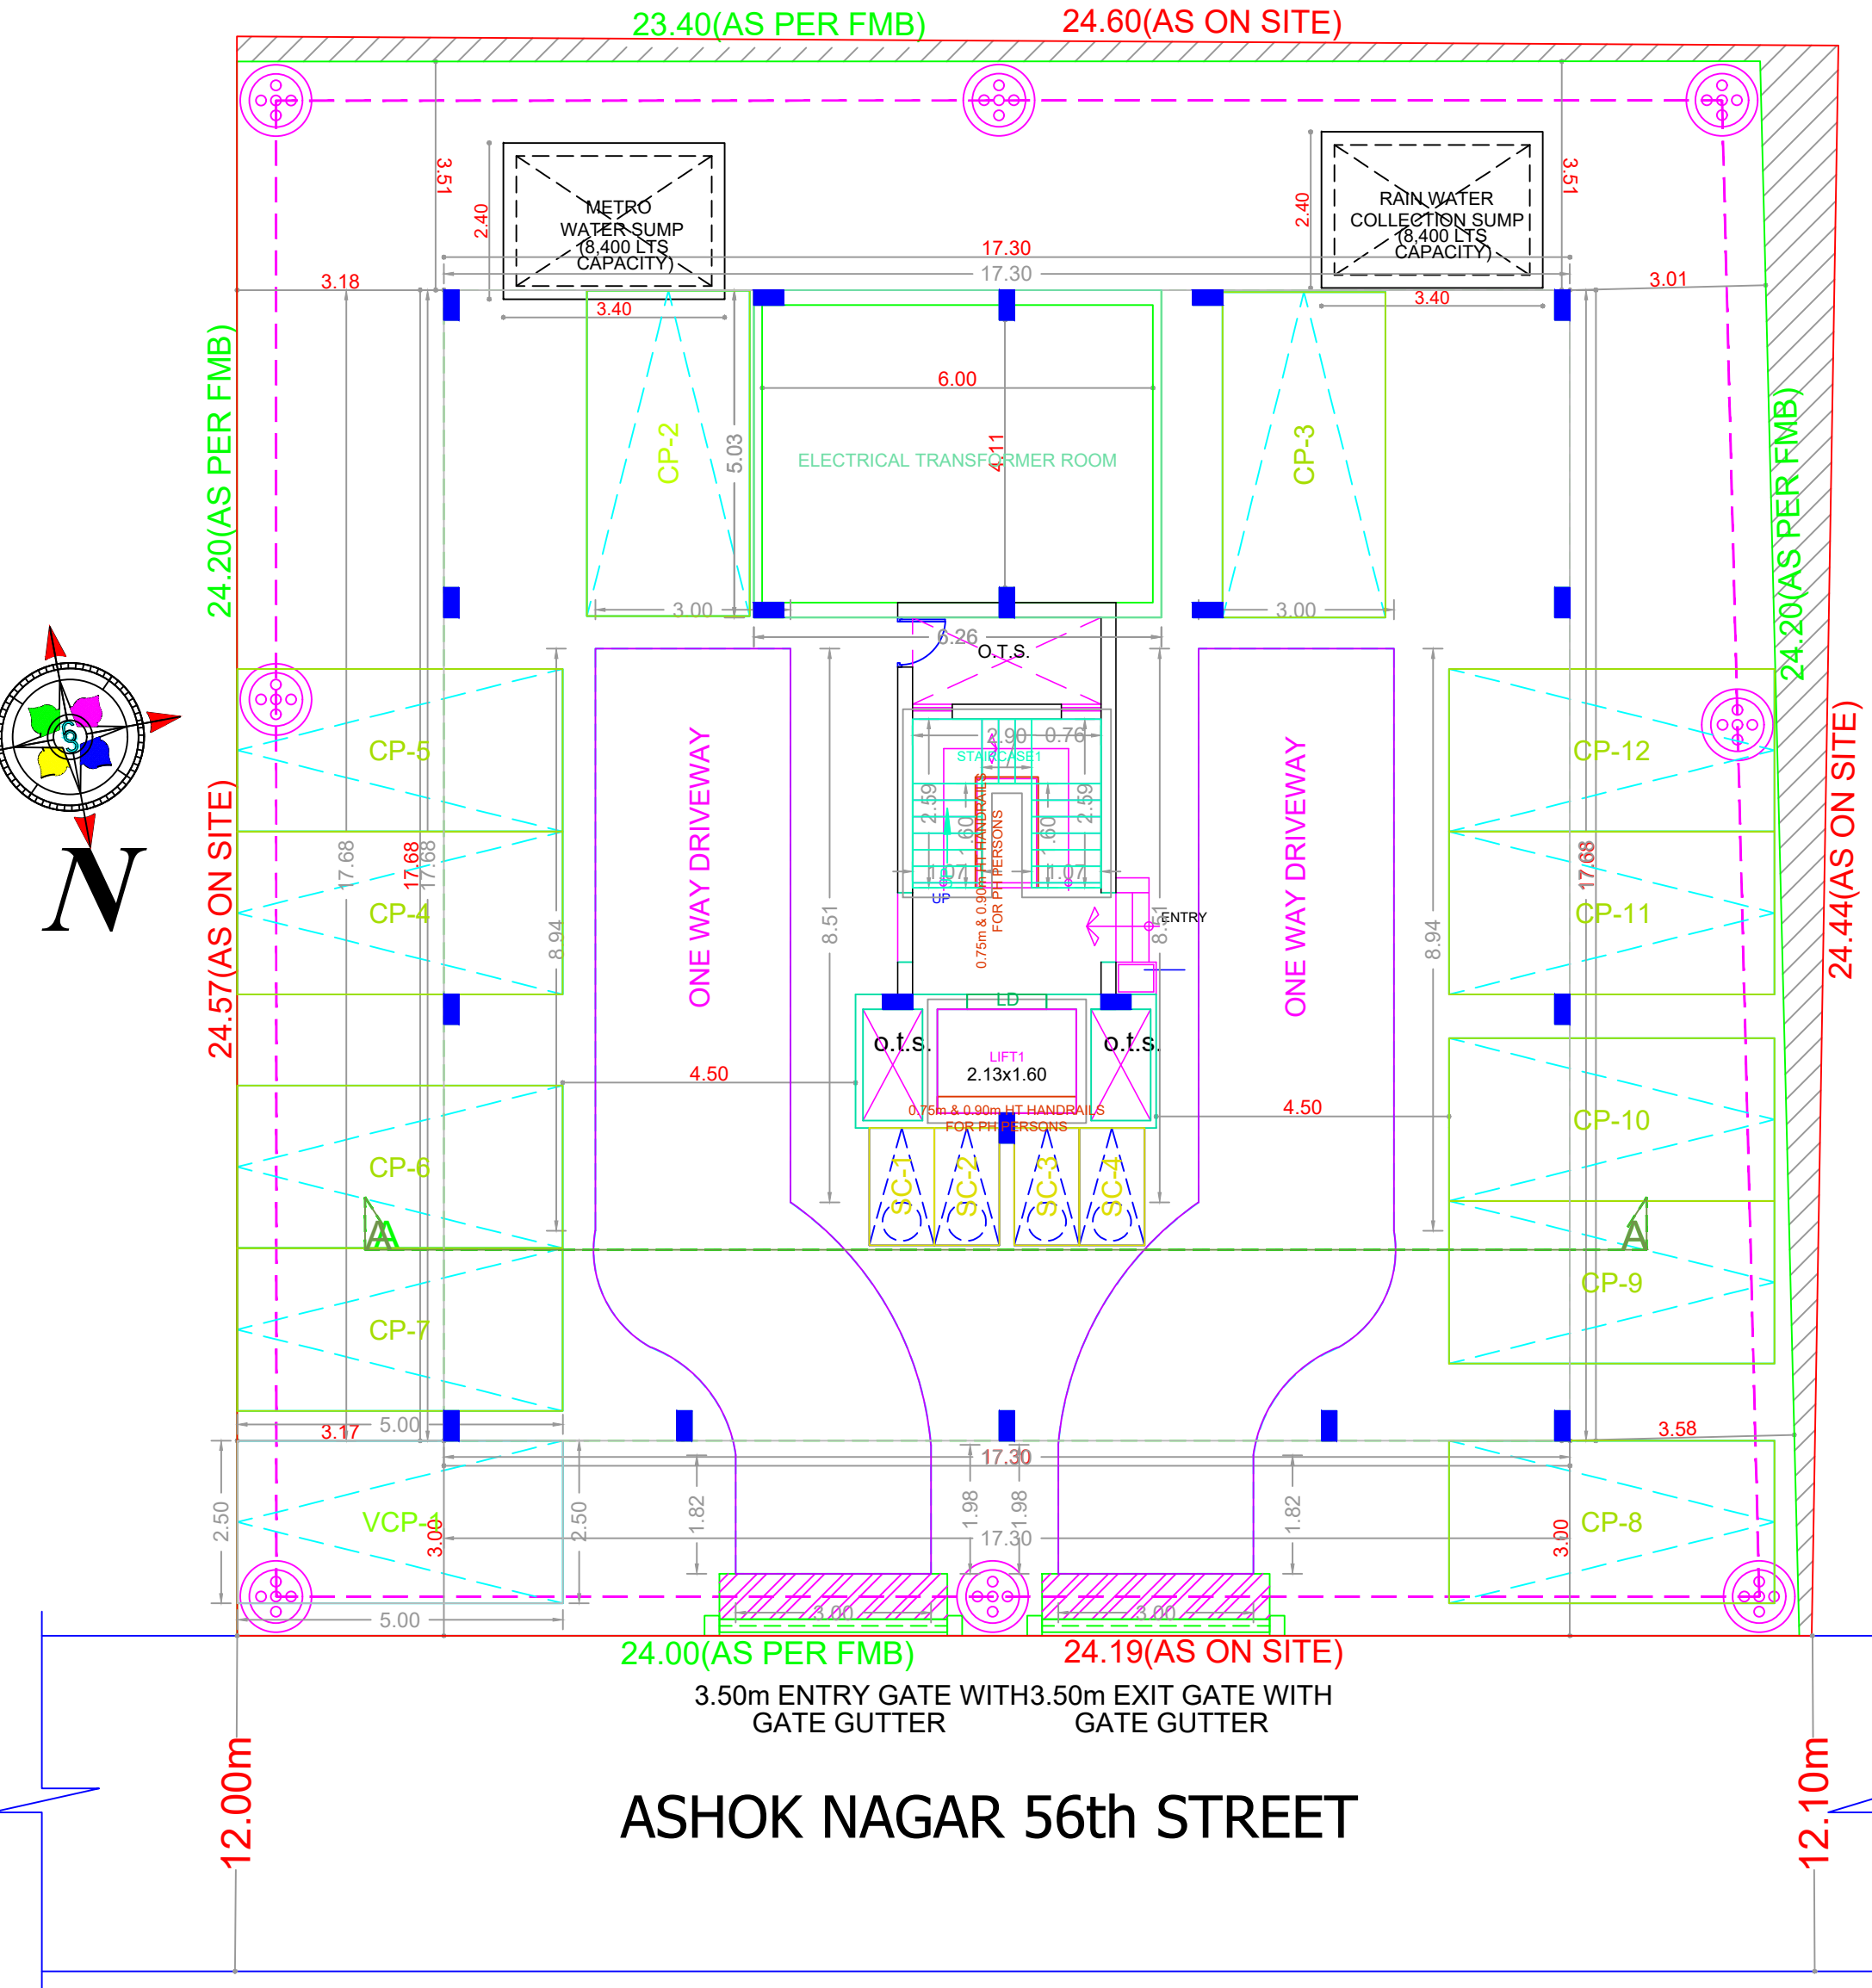 23.40(AS PER FMB)
24.60(AS ON SITE)
3.51
3.51
2.40
METRO
WATER SUMP
(8,400 LTS
CAPACITY)
2.40
RAIN WATER
COLLECTION SUMP
(8,400 LTS
CAPACITY)
17.30
17.30
3.18
3.01
3.40
3.40
24.20(AS PER FMB)
CP-2
5.03
6.00
4.11
ELECTRICAL TRANSFORMER ROOM
CP-3
24.20(AS PER FMB)
3.00
3.00
6.26
O.T.S.
CP-5
ONE WAY DRIVEWAY
2.90
0.76
STAIRCASE1
2.59
2.59
1.60
1.60
0.75m & 0.90m HT HANDRAILS
FOR PH PERSONS
1.07
1.07
UP
ENTRY
ONE WAY DRIVEWAY
CP-12
24.57(AS ON SITE)
17.68
17.68
17.68
CP-4
8.94
8.51
8.51
8.94
17.68
CP-11
24.44(AS ON SITE)
N
LD
o.t.s.
o.t.s.
LIFT1
2.13x1.60
4.50
4.50
0.75m & 0.90m HT HANDRAILS
FOR PH PERSONS
CP-10
CP-6
SC-1
SC-2
SC-3
SC-4
A
A
A
CP-9
CP-7
5.00
3.17
3.58
17.30
2.50
VCP-1
3.00
2.50
1.82
1.98
1.98
17.30
1.82
3.00
CP-8
5.00
3.00
3.00
24.00(AS PER FMB)
24.19(AS ON SITE)
3.50m ENTRY GATE WITH
GATE GUTTER
3.50m EXIT GATE WITH
GATE GUTTER
12.00m
ASHOK NAGAR 56th STREET
12.10m